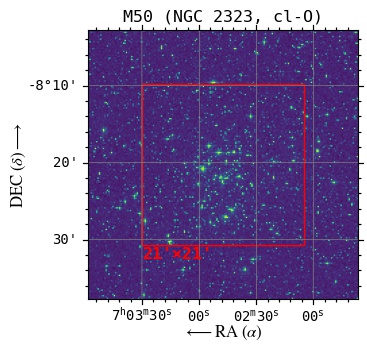 M50 (NGC 2323, cl-O)
DEC (δ) ⟶
-8°10'
20'
30'
21'×21'
7ʰ03ᵐ30ˢ 00ˢ 02ᵐ30ˢ 00ˢ
⟵ RA (α)